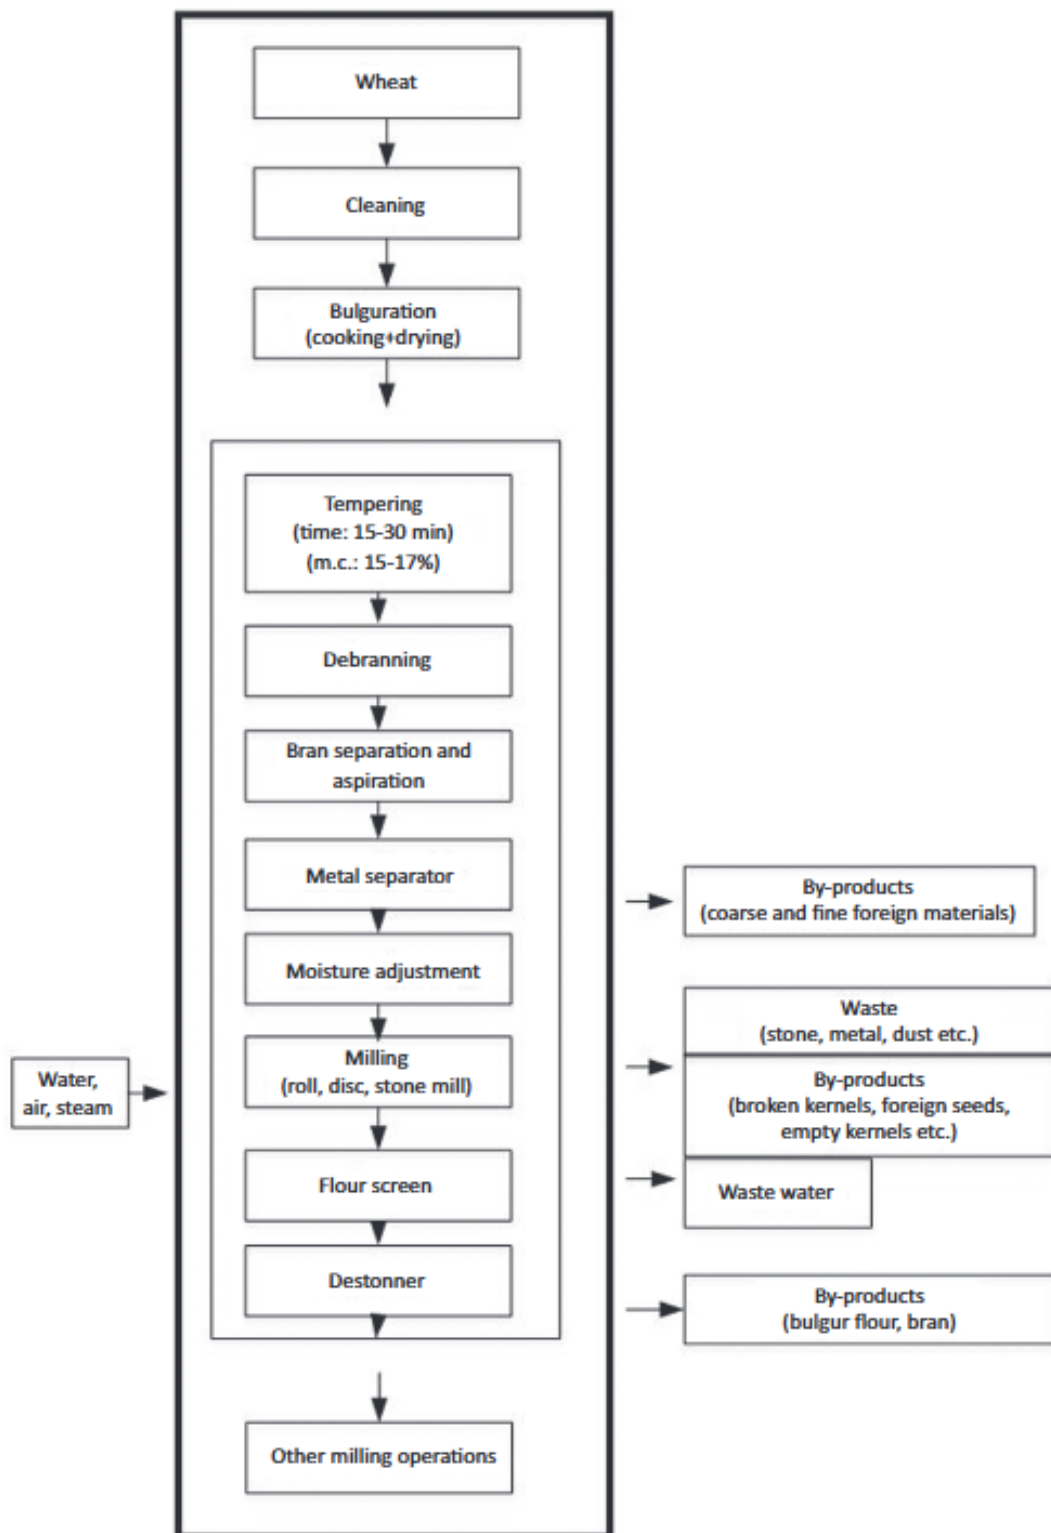 Wheat
Cleaning
Bulguration
(cooking+drying)
Tempering
(time: 15-30 min)
(m.c.: 15-17%)
Debranning
Bran separation and
aspiration
Metal separator
Moisture adjustment
Milling
(roll, disc, stone mill)
Flour screen
Destonner
Other milling operations
Water,
air, steam
By-products
(coarse and fine foreign materials)
Waste
(stone, metal, dust etc.)
By-products
(broken kernels, foreign seeds,
empty kernels etc.)
Waste water
By-products
(bulgur flour, bran)